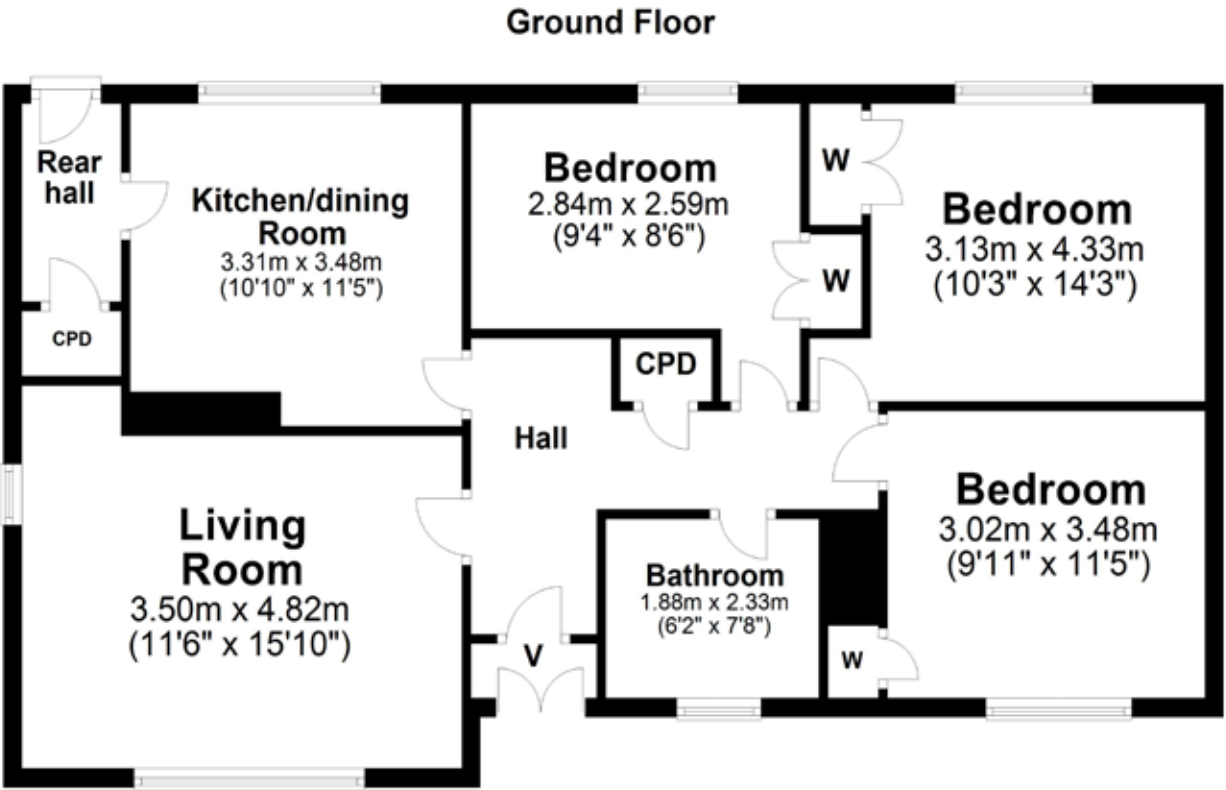 Ground Floor
Rear
hall
Kitchen/dining
Room
3.31m x 3.48m
(10'10" x 11'5")
CPD
Bedroom
2.84m x 2.59m
(9'4" x 8'6")
W
W
Bedroom
3.13m x 4.33m
(10'3" x 14'3")
CPD
Hall
Living
Room
3.50m x 4.82m
(11'6" x 15'10")
V
Bathroom
1.88m x 2.33m
(6'2" x 7'8")
W
Bedroom
3.02m x 3.48m
(9'11" x 11'5")